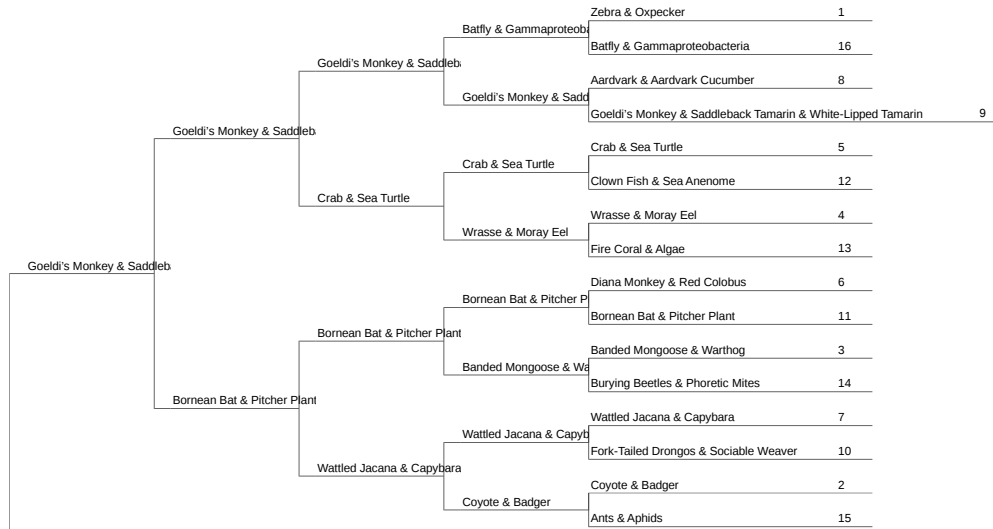 Zebra & Oxpecker 1
Batfly & Gammaproteoba
Batfly & Gammaproteobacteria 16
Goeldi's Monkey & Saddleba
Aardvark & Aardvark Cucumber 8
Goeldi's Monkey & Sadd
Goeldi's Monkey & Saddleback Tamarin & White-Lipped Tamarin 9
Goeldi's Monkey & Saddleb
Crab & Sea Turtle 5
Crab & Sea Turtle
Clown Fish & Sea Anenome 12
Crab & Sea Turtle
Wrasse & Moray Eel 4
Wrasse & Moray Eel
Fire Coral & Algae 13
Goeldi's Monkey & Saddleb
Diana Monkey & Red Colobus 6
Bornean Bat & Pitcher P
Bornean Bat & Pitcher Plant 11
Bornean Bat & Pitcher Plant
Banded Mongoose & Warthog 3
Banded Mongoose & Wa
Burying Beetles & Phoretic Mites 14
Bornean Bat & Pitcher Plant
Wattled Jacana & Capybara 7
Wattled Jacana & Capyb
Fork-Tailed Drongos & Sociable Weaver 10
Wattled Jacana & Capybara
Coyote & Badger 2
Coyote & Badger
Ants & Aphids 15